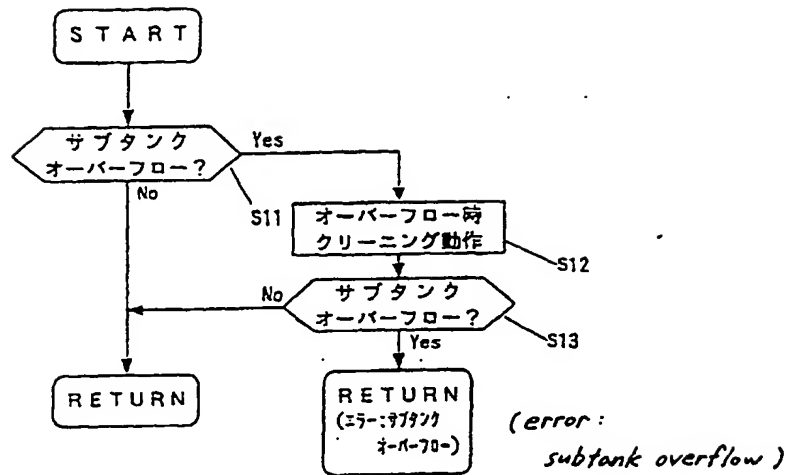 START
サブタンク
オーバーフロー?
Yes
No
S11
オーバーフロー時
クリーニング動作
S12
No
サブタンク
オーバーフロー?
S13
Yes
RETURN
RETURN
(エラー:サブタンク
オーバーフロー)
(error:
subtank overflow)